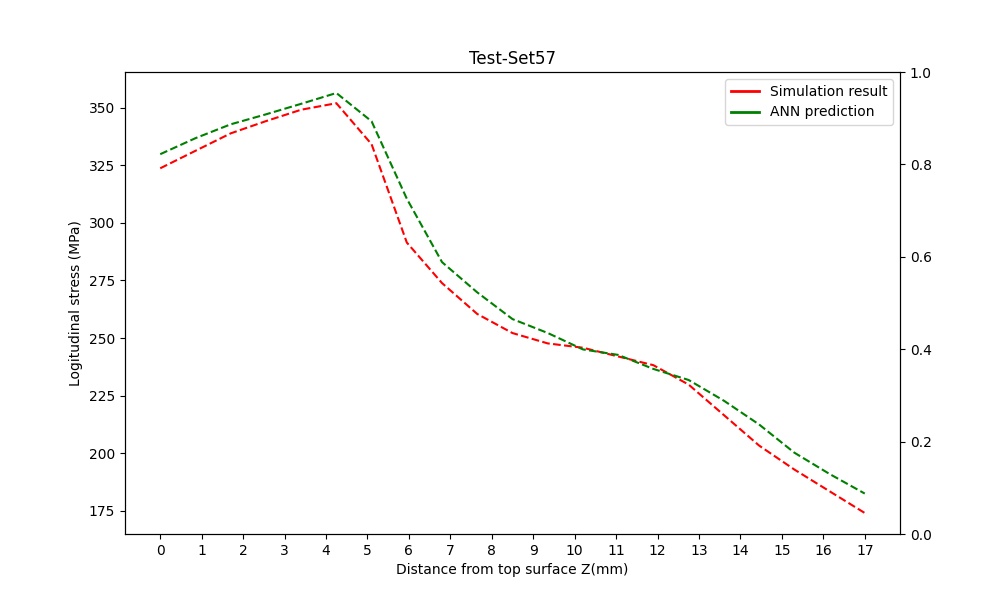 Test-Set57
Simulation result
ANN prediction
Logitudinal stress (MPa)
350
325
300
275
250
225
200
175
1.0
0.8
0.6
0.4
0.2
0.0
0 1 2 3 4 5 6 7 8 9 10 11 12 13 14 15 16 17
Distance from top surface Z(mm)